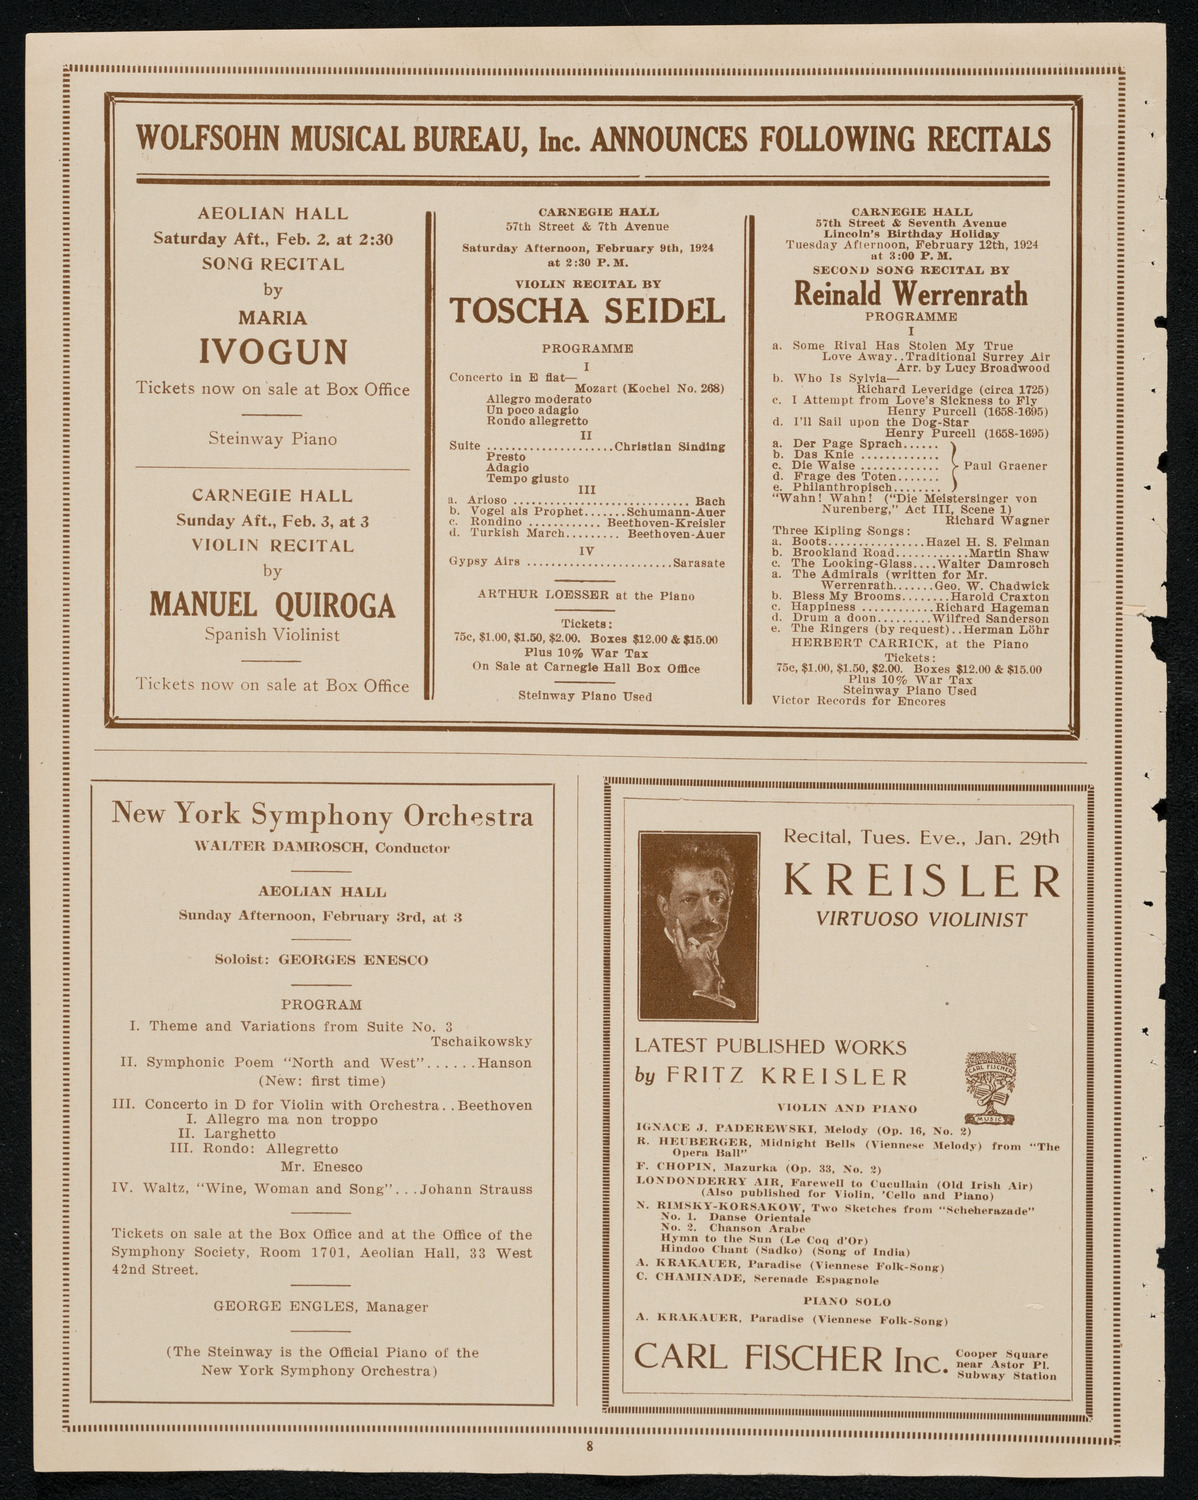 WOLFSOHN MUSICAL BUREAU, Inc. ANNOUNCES FOLLOWING RECITALS
AEOLIAN HALL
Saturday Aft., Feb. 2, at 2:30
SONG RECITAL
by
MARIA
IVOGUN
Tickets now on sale at Box Office
Steinway Piano
CARNEGIE HALL
Sunday Aft., Feb. 3, at 3
VIOLIN RECITAL
by
MANUEL QUIROGA
Spanish Violinist
Tickets now on sale at Box Office
CARNEGIE HALL
57th Street & 7th Avenue
Saturday Afternoon, February 9th, 1924
at 2:30 P. M.
VIOLIN RECITAL BY
TOSCHA SEIDEL
PROGRAMME
I
Concerto in E flat—
Mozart (Kochel No. 268)
Allegro moderato
Un poco adagio
Rondo allegretto
II
Suite ....................Christian Sinding
Presto
Adagio
Tempo giusto
III
a. Arioso ............................ Bach
b. Vogel als Prophet.......Schumann-Auer
c. Rondino ............ Beethoven-Kreisler
d. Turkish March......... Beethoven-Auer
IV
Gypsy Airs ........................Sarasate
ARTHUR LOESSER at the Piano
Tickets:
75c, $1.00, $1.50, $2.00. Boxes $12.00 & $15.00
Plus 10% War Tax
On Sale at Carnegie Hall Box Office
Steinway Piano Used
CARNEGIE HALL
57th Street & Seventh Avenue
Lincoln's Birthday Holiday
Tuesday Afternoon, February 12th, 1924
at 3:00 P. M.
SECOND SONG RECITAL BY
Reinald Werrenrath
PROGRAMME
I
a. Some Rival Has Stolen My True
Love Away..Traditional Surrey Air
Arr. by Lucy Broadwood
b. Who Is Sylvia—
Richard Leveridge (circa 1725)
c. I Attempt from Love's Sickness to Fly
Henry Purcell (1658-1695)
d. I'll Sail upon the Dog-Star
Henry Purcell (1658-1695)
a. Der Page Sprach......
b. Das Knie .............
c. Die Waise ............ } Paul Graener
d. Frage des Toten.......
e. Philanthropisch........
"Wahn! Wahn! ("Die Meistersinger von
Nurenberg," Act III, Scene 1)
Richard Wagner
Three Kipling Songs:
a. Boots................Hazel H. S. Felman
b. Brookland Road............Martin Shaw
c. The Looking-Glass....Walter Damrosch
a. The Admirals (written for Mr.
Werrenrath......Geo. W. Chadwick
b. Bless My Brooms........Harold Craxton
c. Happiness ............Richard Hageman
d. Drum a doon.........Wilfred Sanderson
e. The Ringers (by request)..Herman Löhr
HERBERT CARRICK, at the Piano
Tickets:
75c, $1.00, $1.50, $2.00. Boxes $12.00 & $15.00
Plus 10% War Tax
Steinway Piano Used
Victor Records for Encores
New York Symphony Orchestra
WALTER DAMROSCH, Conductor
AEOLIAN HALL
Sunday Afternoon, February 3rd, at 3
Soloist: GEORGES ENESCO
PROGRAM
I. Theme and Variations from Suite No. 3
Tschaikowsky
II. Symphonic Poem "North and West"......Hanson
(New: first time)
III. Concerto in D for Violin with Orchestra..Beethoven
I. Allegro ma non troppo
II. Larghetto
III. Rondo: Allegretto
Mr. Enesco
IV. Waltz, "Wine, Woman and Song"...Johann Strauss
Tickets on sale at the Box Office and at the Office of the
Symphony Society, Room 1701, Aeolian Hall, 33 West
42nd Street.
GEORGE ENGLES, Manager
(The Steinway is the Official Piano of the
New York Symphony Orchestra)
Recital, Tues. Eve., Jan. 29th
KREISLER
VIRTUOSO VIOLINIST
LATEST PUBLISHED WORKS
by FRITZ KREISLER
CARL FISCHER
MUSIC
VIOLIN AND PIANO
IGNACE J. PADEREWSKI, Melody (Op. 16, No. 2)
R. HEUBERGER, Midnight Bells (Viennese Melody) from "The
Opera Ball"
F. CHOPIN, Mazurka (Op. 33, No. 2)
LONDONDERRY AIR, Farewell to Cucullain (Old Irish Air)
(Also published for Violin, 'Cello and Piano)
N. RIMSKY-KORSAKOW, Two Sketches from "Scheherazade"
No. 1. Danse Orientale
No. 2. Chanson Arabe
Hymn to the Sun (Le Coq d'Or)
Hindoo Chant (Sadko) (Song of India)
A. KRAKAUER, Paradise (Viennese Folk-Song)
C. CHAMINADE, Serenade Espagnole
PIANO SOLO
A. KRAKAUER, Paradise (Viennese Folk-Song)
CARL FISCHER Inc.
Cooper Square
near Astor Pl.
Subway Station
8